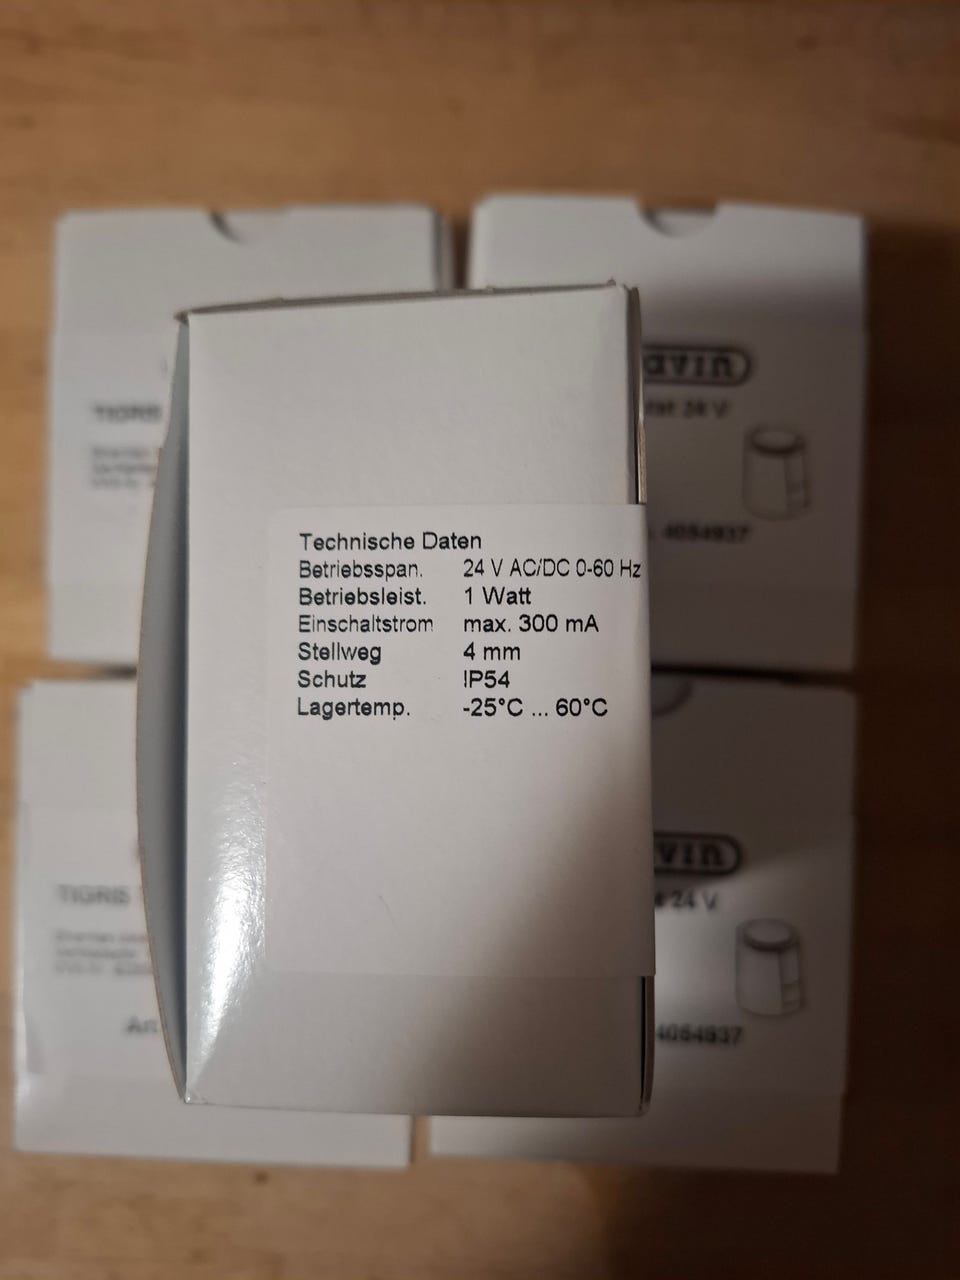 Technische Daten
Betriebsspan. 24 V AC/DC 0-60 Hz
Betriebsleist. 1 Watt
Einschaltstrom max. 300 mA
Stellweg 4 mm
Schutz IP54
Lagertemp. -25°C ... 60°C
TIGRIS
avin
24 V
4054937
TIGRIS
vin
24 V
4054937